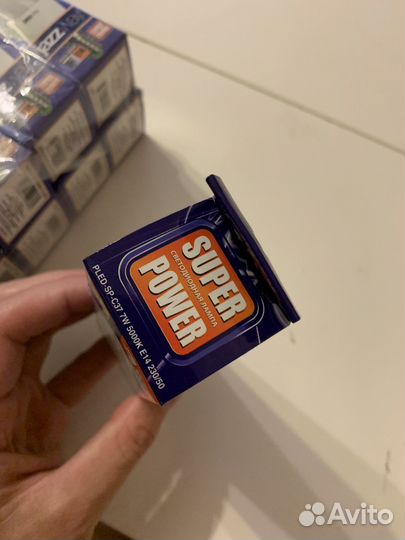 SUPER
СВЕТОДИОДНАЯ ЛАМПА
POWER
PLED-SP-C37 7W 5000K E14 230/50
Avito